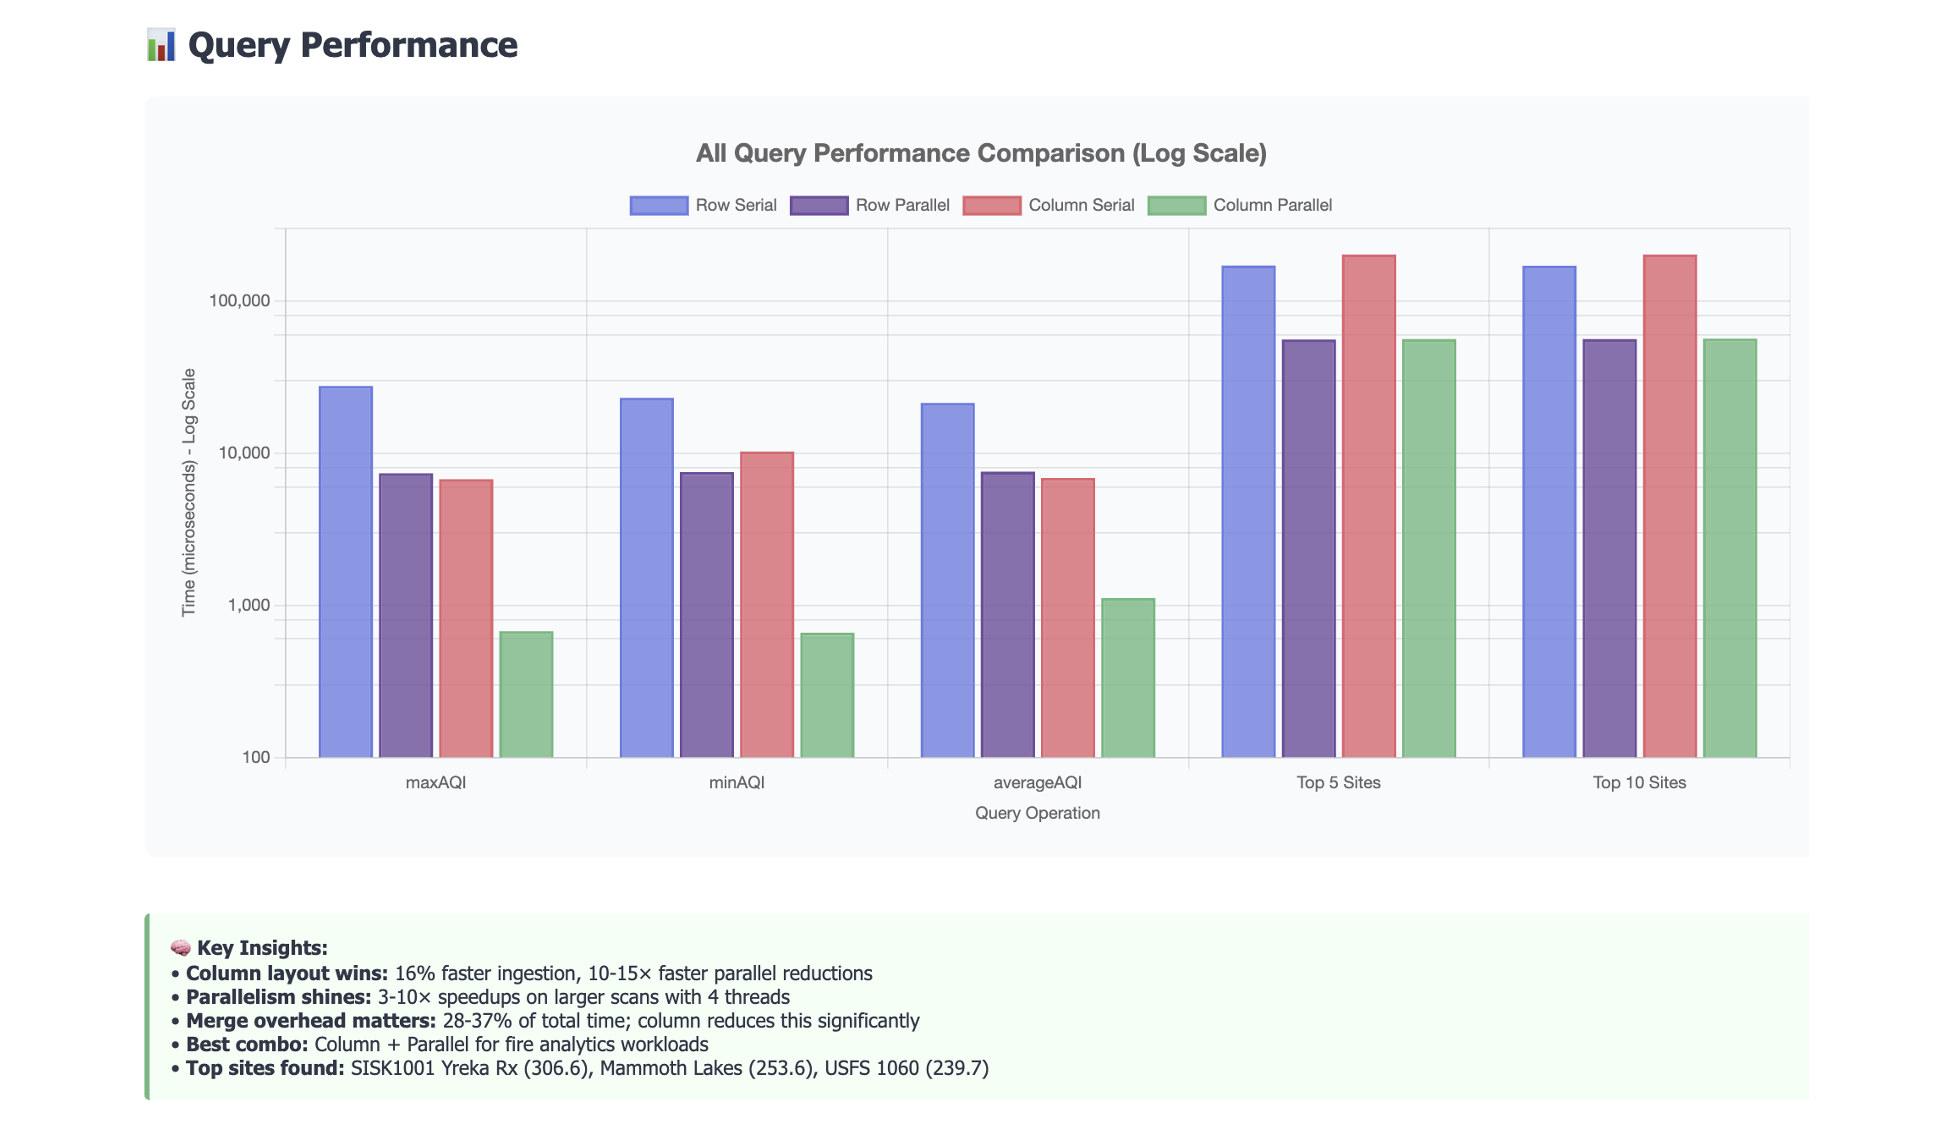 📊 Query Performance
All Query Performance Comparison (Log Scale)
Row Serial Row Parallel Column Serial Column Parallel
Time (microseconds) - Log Scale
100,000
10,000
1,000
100
maxAQI minAQI averageAQI Top 5 Sites Top 10 Sites
Query Operation
🧠 Key Insights:
• Column layout wins: 16% faster ingestion, 10-15× faster parallel reductions
• Parallelism shines: 3-10× speedups on larger scans with 4 threads
• Merge overhead matters: 28-37% of total time; column reduces this significantly
• Best combo: Column + Parallel for fire analytics workloads
• Top sites found: SISK1001 Yreka Rx (306.6), Mammoth Lakes (253.6), USFS 1060 (239.7)